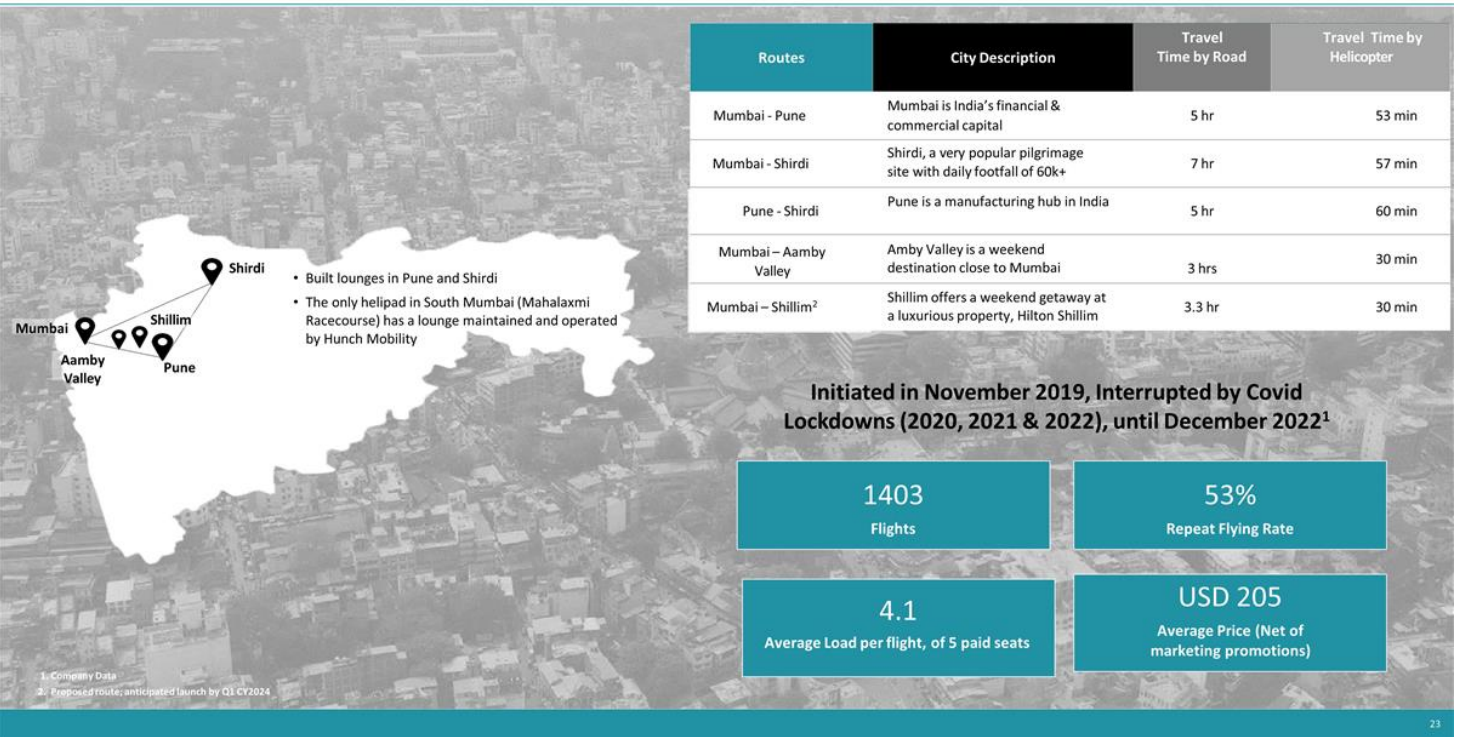 Routes
City Description
Travel
Time by Road
Travel Time by
Helicopter
Mumbai - Pune
Mumbai is India’s financial &
commercial capital
5 hr
53 min
Mumbai - Shirdi
Shirdi, a very popular pilgrimage
site with daily footfall of 60k+
7 hr
57 min
Pune - Shirdi
Pune is a manufacturing hub in India
5 hr
60 min
Mumbai – Aamby
Valley
Amby Valley is a weekend
destination close to Mumbai
3 hrs
30 min
Mumbai – Shillim²
Shillim offers a weekend getaway at
a luxurious property, Hilton Shillim
3.3 hr
30 min
Shirdi
Mumbai
Shillim
Aamby
Valley
Pune
• Built lounges in Pune and Shirdi
• The only helipad in South Mumbai (Mahalaxmi
Racecourse) has a lounge maintained and operated
by Hunch Mobility
Initiated in November 2019, Interrupted by Covid
Lockdowns (2020, 2021 & 2022), until December 2022¹
1403
Flights
53%
Repeat Flying Rate
4.1
Average Load per flight, of 5 paid seats
USD 205
Average Price (Net of
marketing promotions)
1. Company Data
2. Proposed route; anticipated launch by Q1 CY2024
23